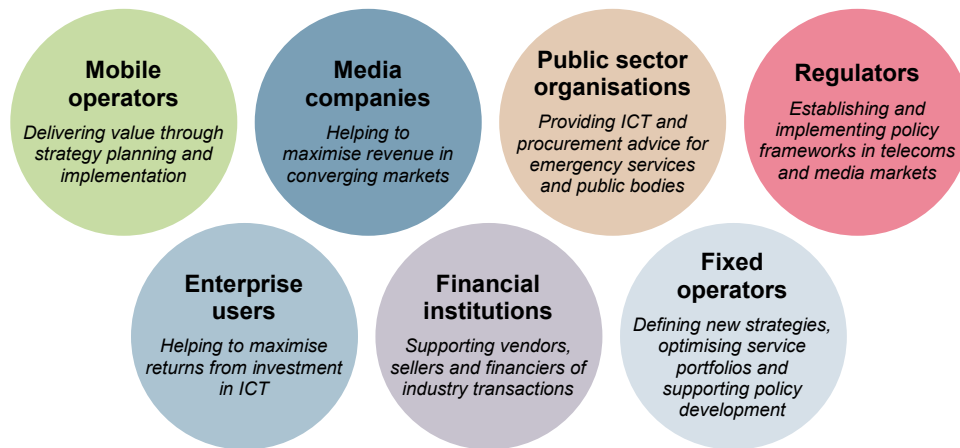 Mobile
operators
Delivering value through
strategy planning and
implementation
Media
companies
Helping to
maximise revenue in
converging markets
Public sector
organisations
Providing ICT and
procurement advice for
emergency services
and public bodies
Regulators
Establishing and
implementing policy
frameworks in telecoms
and media markets
Enterprise
users
Helping to maximise
returns from investment
in ICT
Financial
institutions
Supporting vendors,
sellers and financiers of
industry transactions
Fixed
operators
Defining new strategies,
optimising service
portfolios and
supporting policy
development